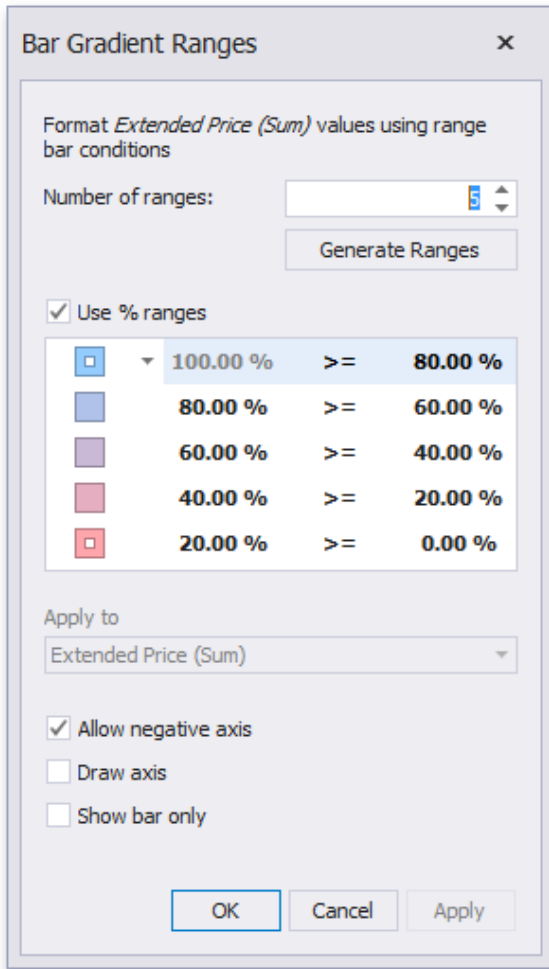 Bar Gradient Ranges
Format Extended Price (Sum) values using range
bar conditions
Number of ranges: 5
Generate Ranges
Use % ranges
100.00 % >= 80.00 %
80.00 % >= 60.00 %
60.00 % >= 40.00 %
40.00 % >= 20.00 %
20.00 % >= 0.00 %
Apply to
Extended Price (Sum)
Allow negative axis
Draw axis
Show bar only
OK Cancel Apply